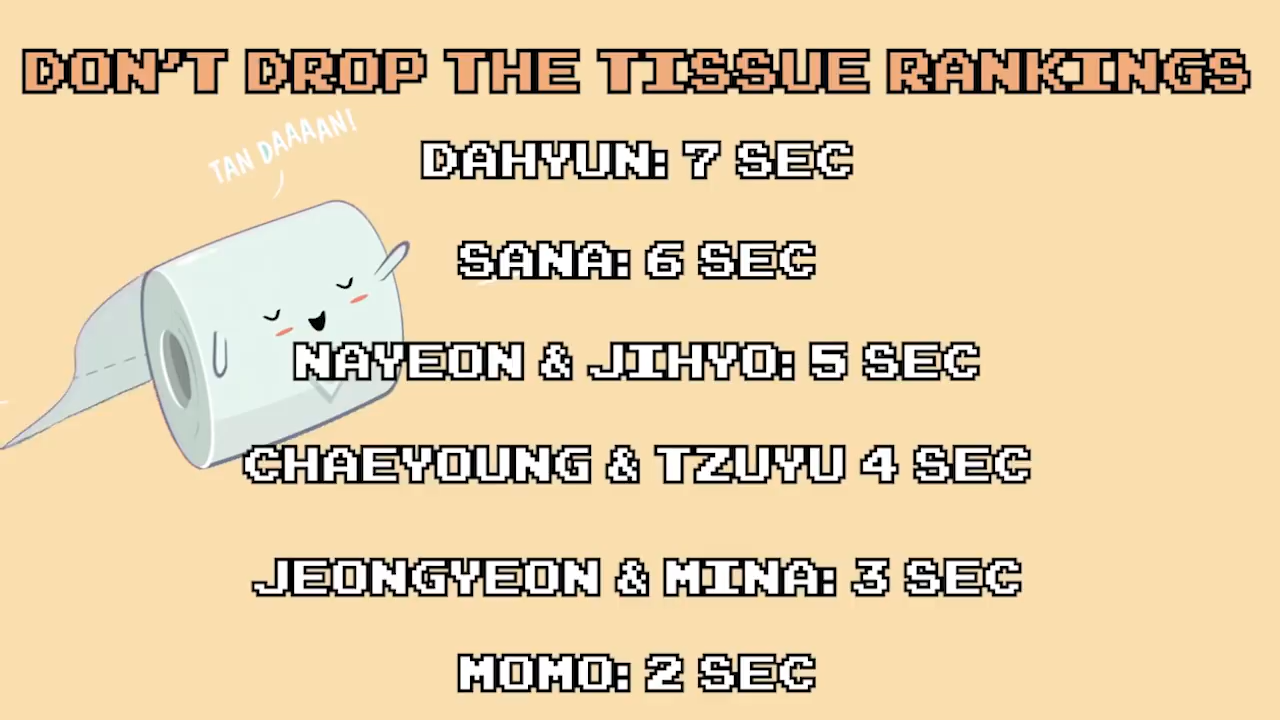 DON'T DROP THE TISSUE RANKINGS
TAN DAAAAN!
DAHYUN: 7 SEC
SANA: 6 SEC
NAYEON & JIHYO: 5 SEC
CHAEYOUNG & TZUYU 4 SEC
JEONGYEON & MINA: 3 SEC
MOMO: 2 SEC